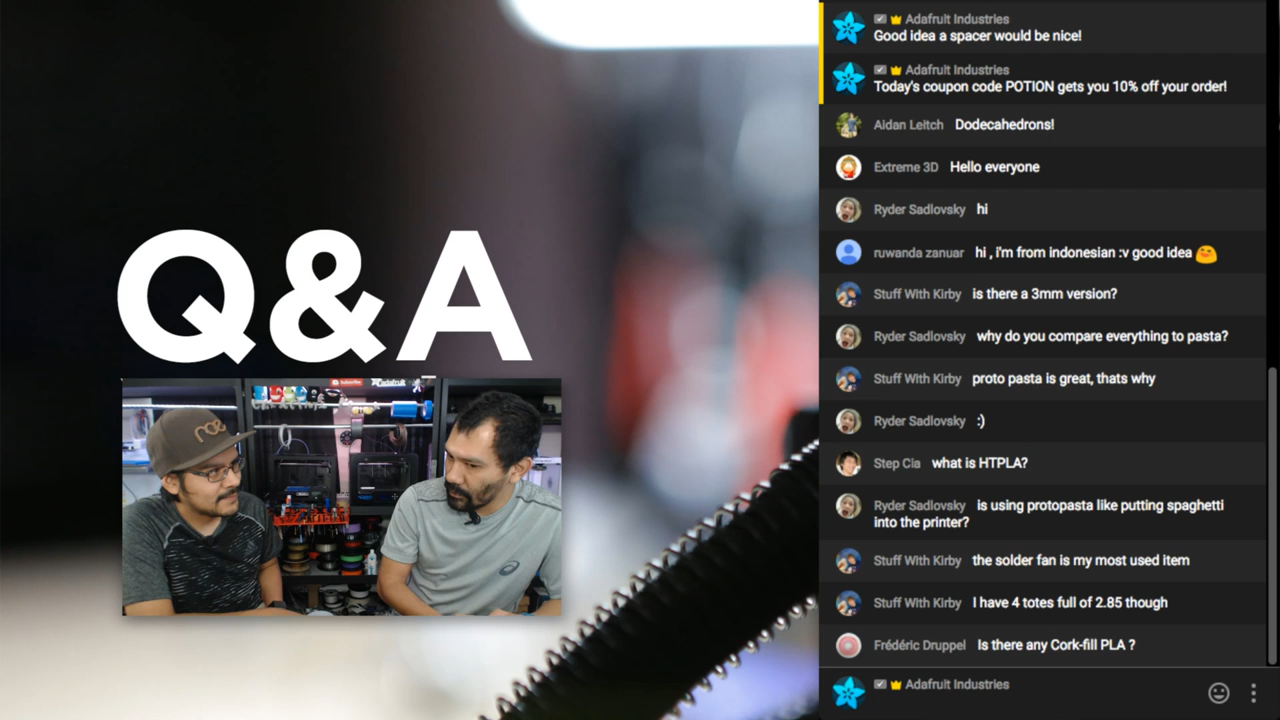 Q&A
noe
Subscribe
adafruit
Adafruit Industries
Good idea a spacer would be nice!
Adafruit Industries
Today's coupon code POTION gets you 10% off your order!
Aidan Leitch Dodecahedrons!
Extreme 3D Hello everyone
Ryder Sadlovsky hi
ruwanda zanuar hi , i'm from indonesian :v good idea
Stuff With Kirby is there a 3mm version?
Ryder Sadlovsky why do you compare everything to pasta?
Stuff With Kirby proto pasta is great, thats why
Ryder Sadlovsky :)
Step Cia what is HTPLA?
Ryder Sadlovsky is using protopasta like putting spaghetti
into the printer?
Stuff With Kirby the solder fan is my most used item
Stuff With Kirby I have 4 totes full of 2.85 though
Frédéric Druppel Is there any Cork-fill PLA ?
Adafruit Industries